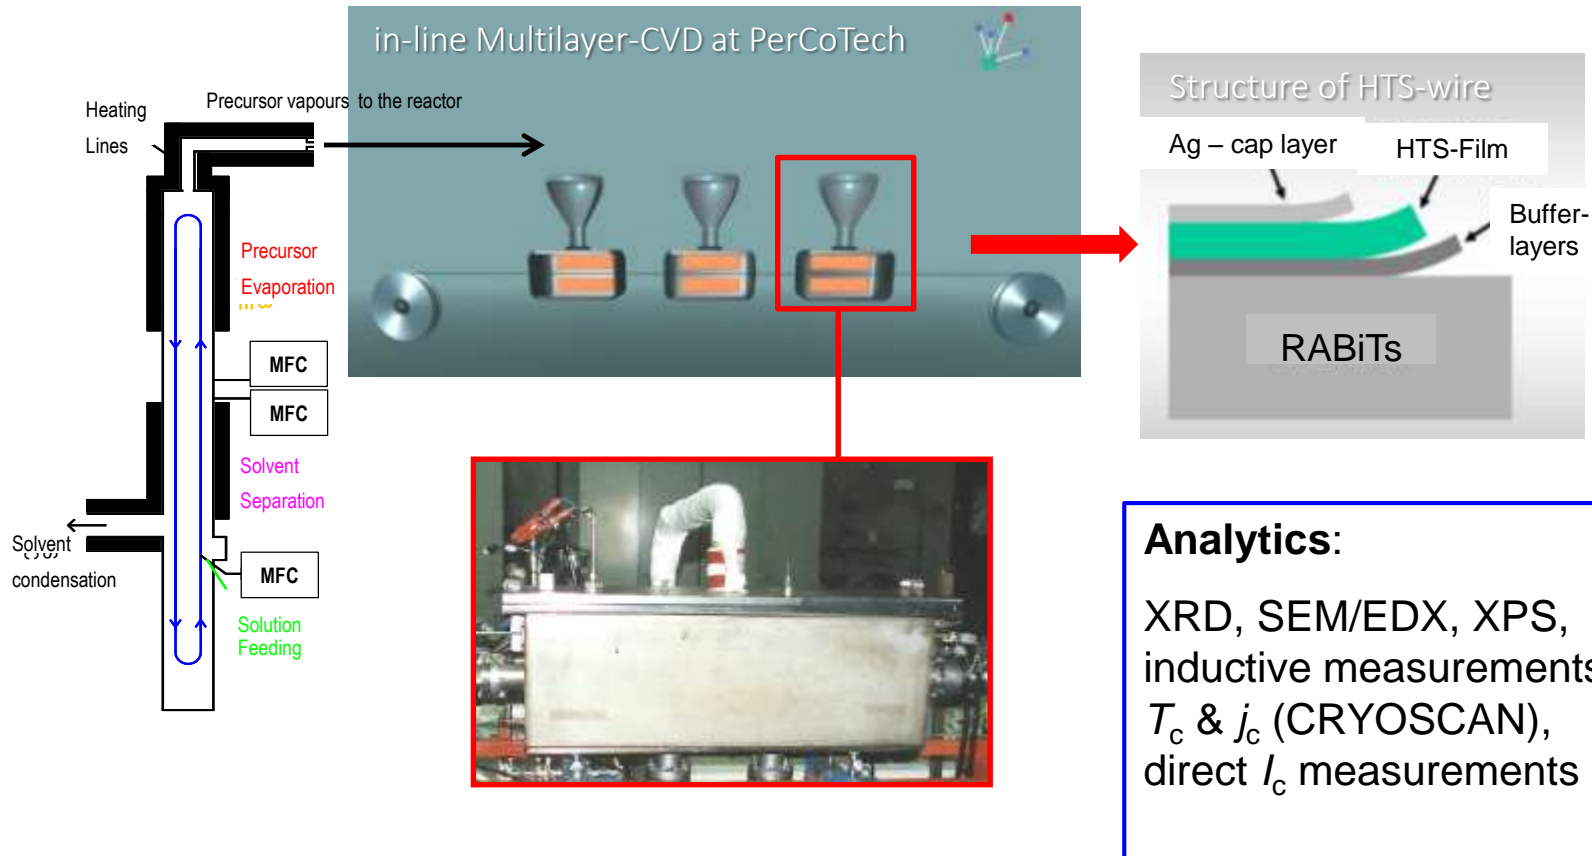 in-line Multilayer-CVD at PerCoTech
Heating
Lines
Precursor vapours to the reactor
Precursor
Evaporation
MFC
MFC
Solvent
Separation
Solvent
condensation
MFC
Solution
Feeding
Structure of HTS-wire
Ag – cap layer
HTS-Film
Buffer-
layers
RABiTs
Analytics:
XRD, SEM/EDX, XPS,
inductive measurements
Tc & jc (CRYOSCAN),
direct Ic measurements